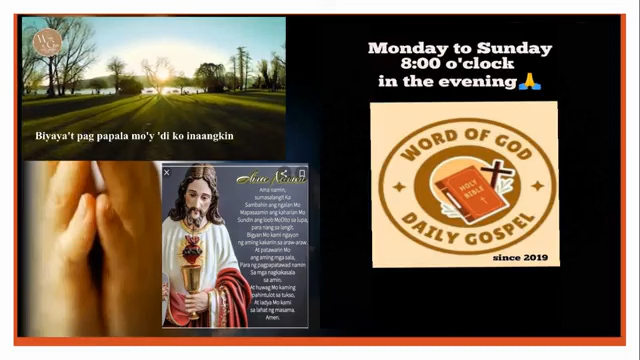 Biyaya't pag papala mo'y 'di ko inaangkin
Monday to Sunday
8:00 o'clock
in the evening🙏
WORD OF GOD
HOLY
BIBLE
DAILY GOSPEL
since 2019
Ama Namin
Ama namin,
sumasalangit Ka
Sambahin ang ngalan Mo
Mapasaamin ang kaharian Mo
Sundin ang loob Mo
Dito sa lupa,
para nang sa langit.
Bigyan Mo kami ngayon
ng aming kakanin sa araw-araw.
At patawarin Mo
ang aming mga sala,
Para ng pagpapatawad namin
Sa mga nagkakasala
sa amin.
At huwag Mo kaming
pahintulot sa tukso,
At iadya Mo kami
sa lahat ng masama.
Amen.